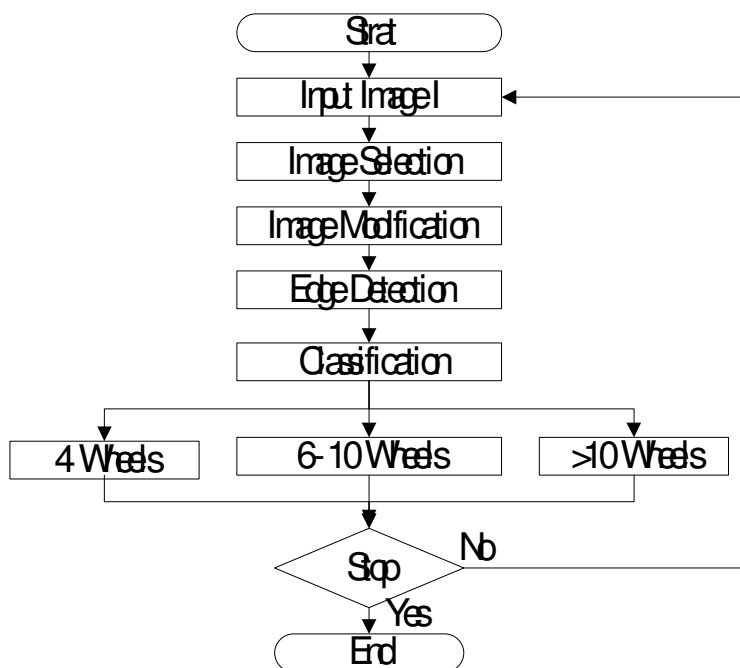 Strat
Input Image I
Image Selection
Image Modification
Edge Detection
Classification
4 Wheels
6-10 Wheels
>10 Wheels
Stop
No
Yes
End